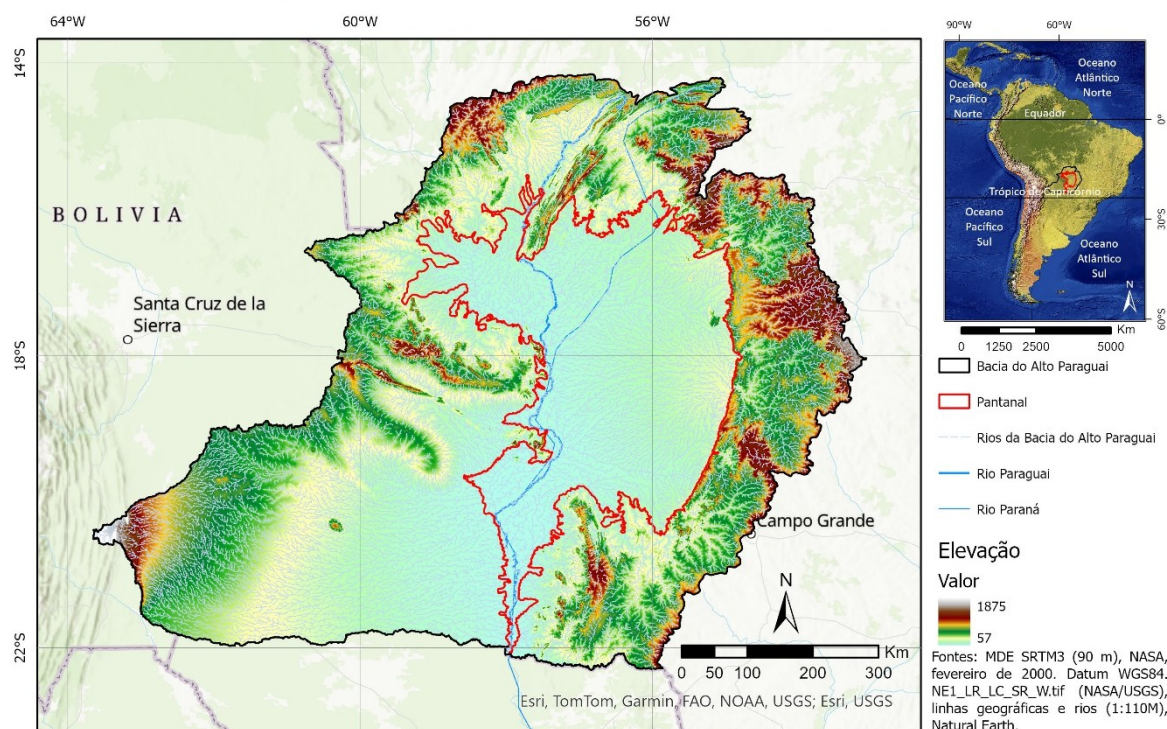 64°W
60°W
56°W
14°S
18°S
22°S
BOLIVIA
Santa Cruz de la
Sierra
Campo Grande
N
0 50 100 200 300
Km
Esri, TomTom, Garmin, FAO, NOAA, USGS; Esri, USGS
90°W
60°W
Oceano
Atlântico
Norte
Oceano
Pacífico
Norte
Equador
0°
Trópico de Capricórnio
30°S
Oceano
Pacífico
Sul
Oceano
Atlântico
Sul
N
60°S
Km
0 1250 2500 5000
Bacia do Alto Paraguai
Pantanal
Rios da Bacia do Alto Paraguai
Rio Paraguai
Rio Paraná
Elevação
Valor
1875
57
Fontes: MDE SRTM3 (90 m), NASA,
fevereiro de 2000. Datum WGS84.
NE1_LR_LC_SR_W.tif (NASA/USGS),
linhas geográficas e rios (1:110M),
Natural Earth.